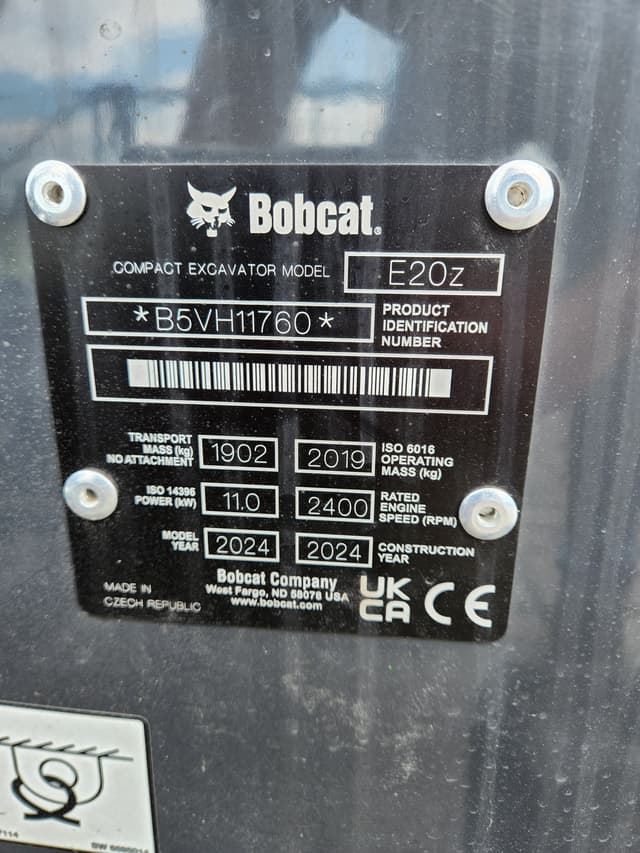 Bobcat®
COMPACT EXCAVATOR MODEL E20z
*B5VH11760* PRODUCT
IDENTIFICATION
NUMBER
TRANSPORT
MASS (kg)
NO ATTACHMENT 1902
2019 ISO 6016
OPERATING
MASS (kg)
ISO 14396
POWER (kW) 11.0
2400 RATED
ENGINE
SPEED (RPM)
MODEL
YEAR 2024
2024 CONSTRUCTION
YEAR
MADE IN
CZECH REPUBLIC
Bobcat Company
West Fargo, ND 58078 USA
www.bobcat.com
UK
CA CE
7114